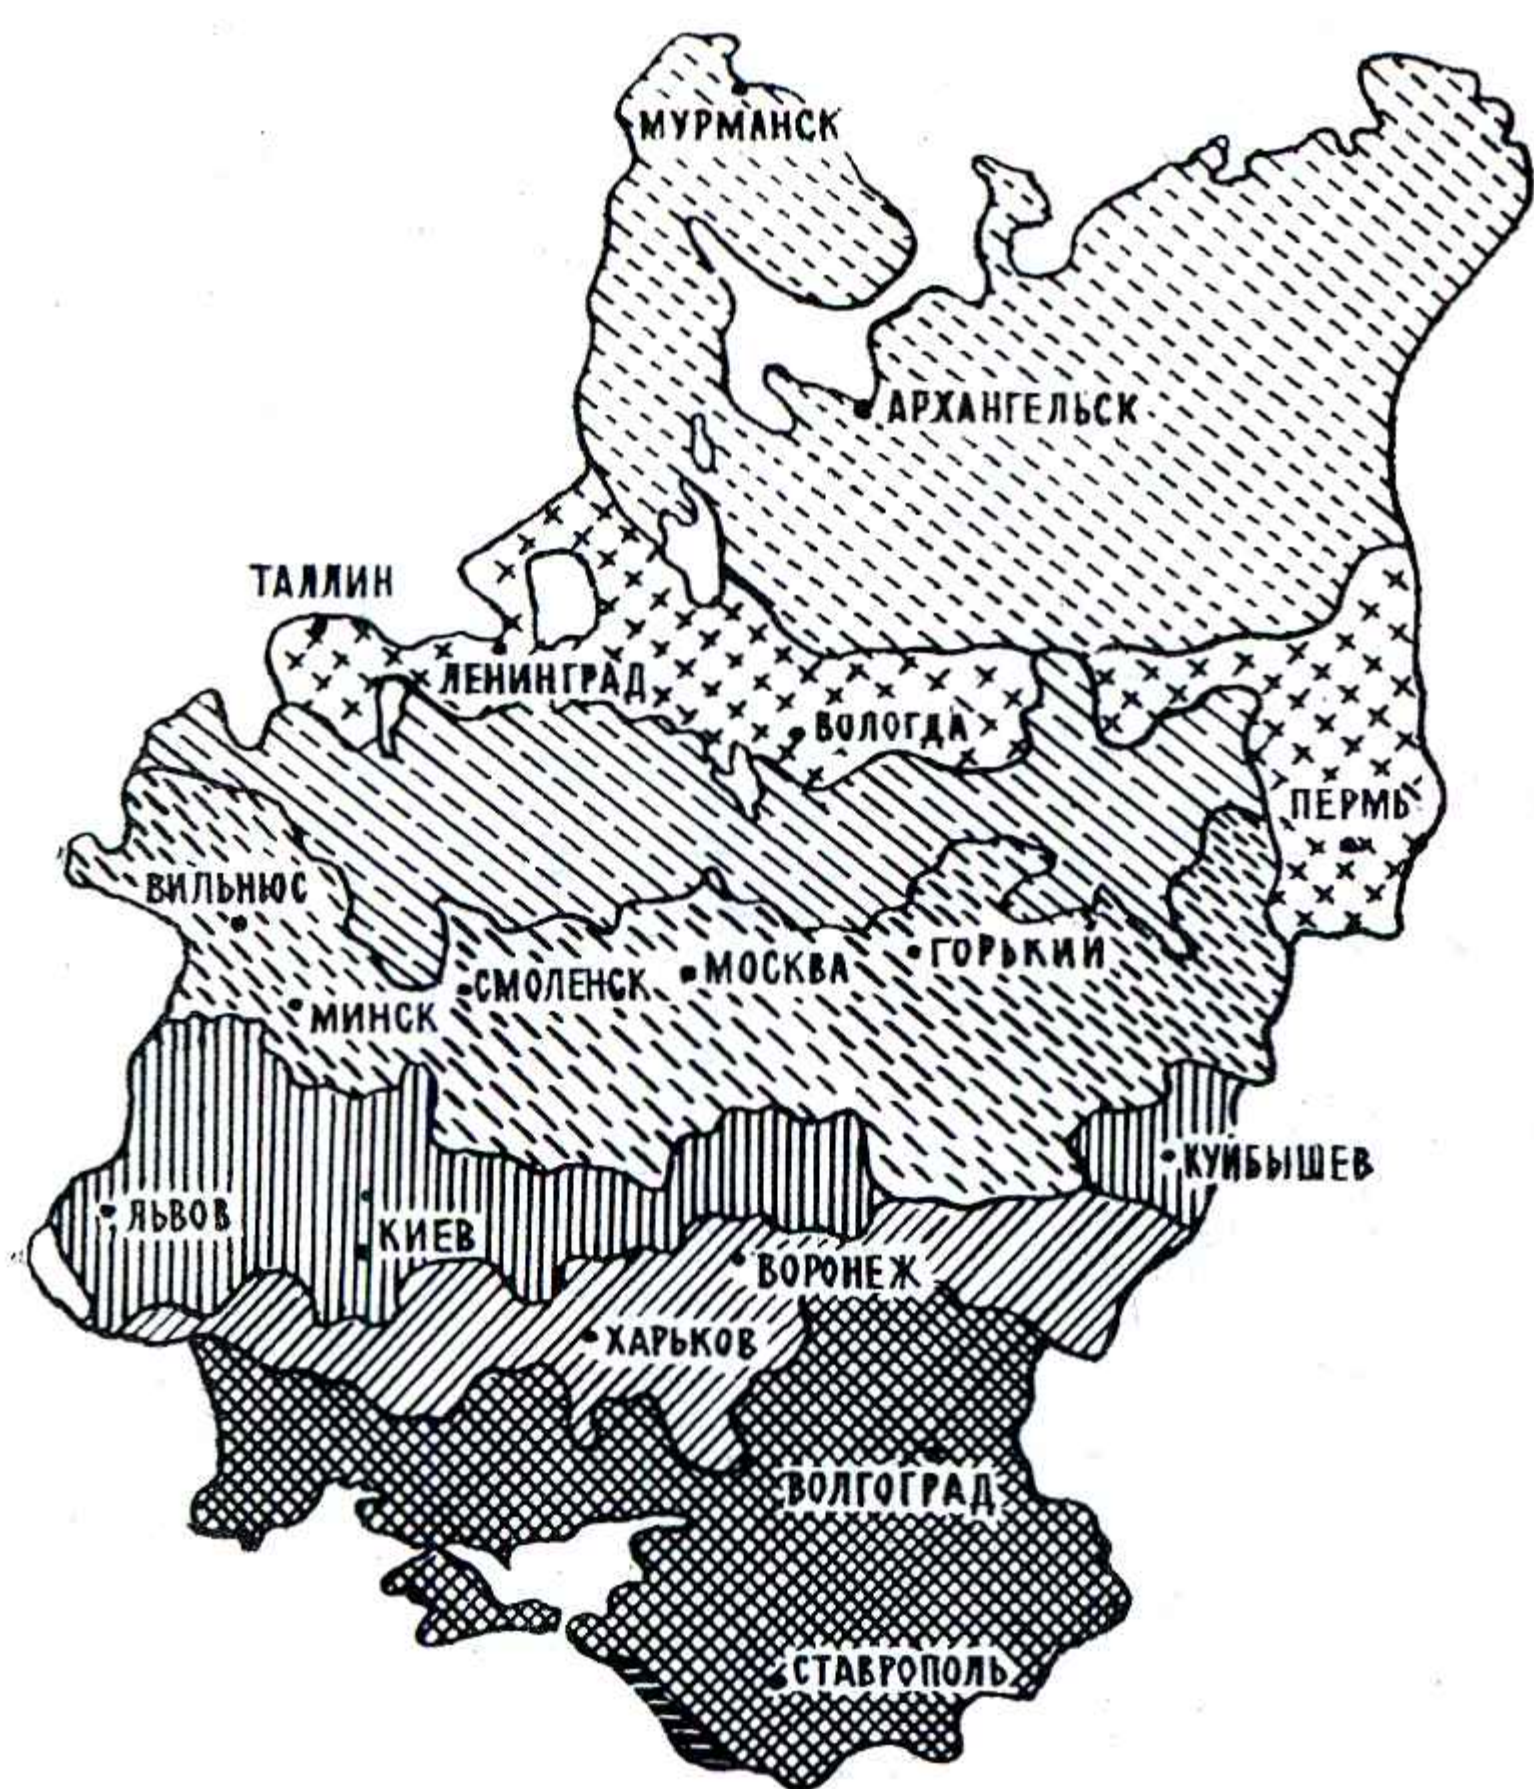 МУРМАНСК
АРХАНГЕЛЬСК
ТАЛЛИН
ЛЕНИНГРАД
ВОЛОГДА
ПЕРМЬ
ВИЛЬНЮС
ГОРЬКИЙ
МОСКВА
СМОЛЕНСК
МИНСК
КУЙБЫШЕВ
ЛЬВОВ
КИЕВ
ВОРОНЕЖ
ХАРЬКОВ
ВОЛГОГРАД
СТАВРОПОЛЬ